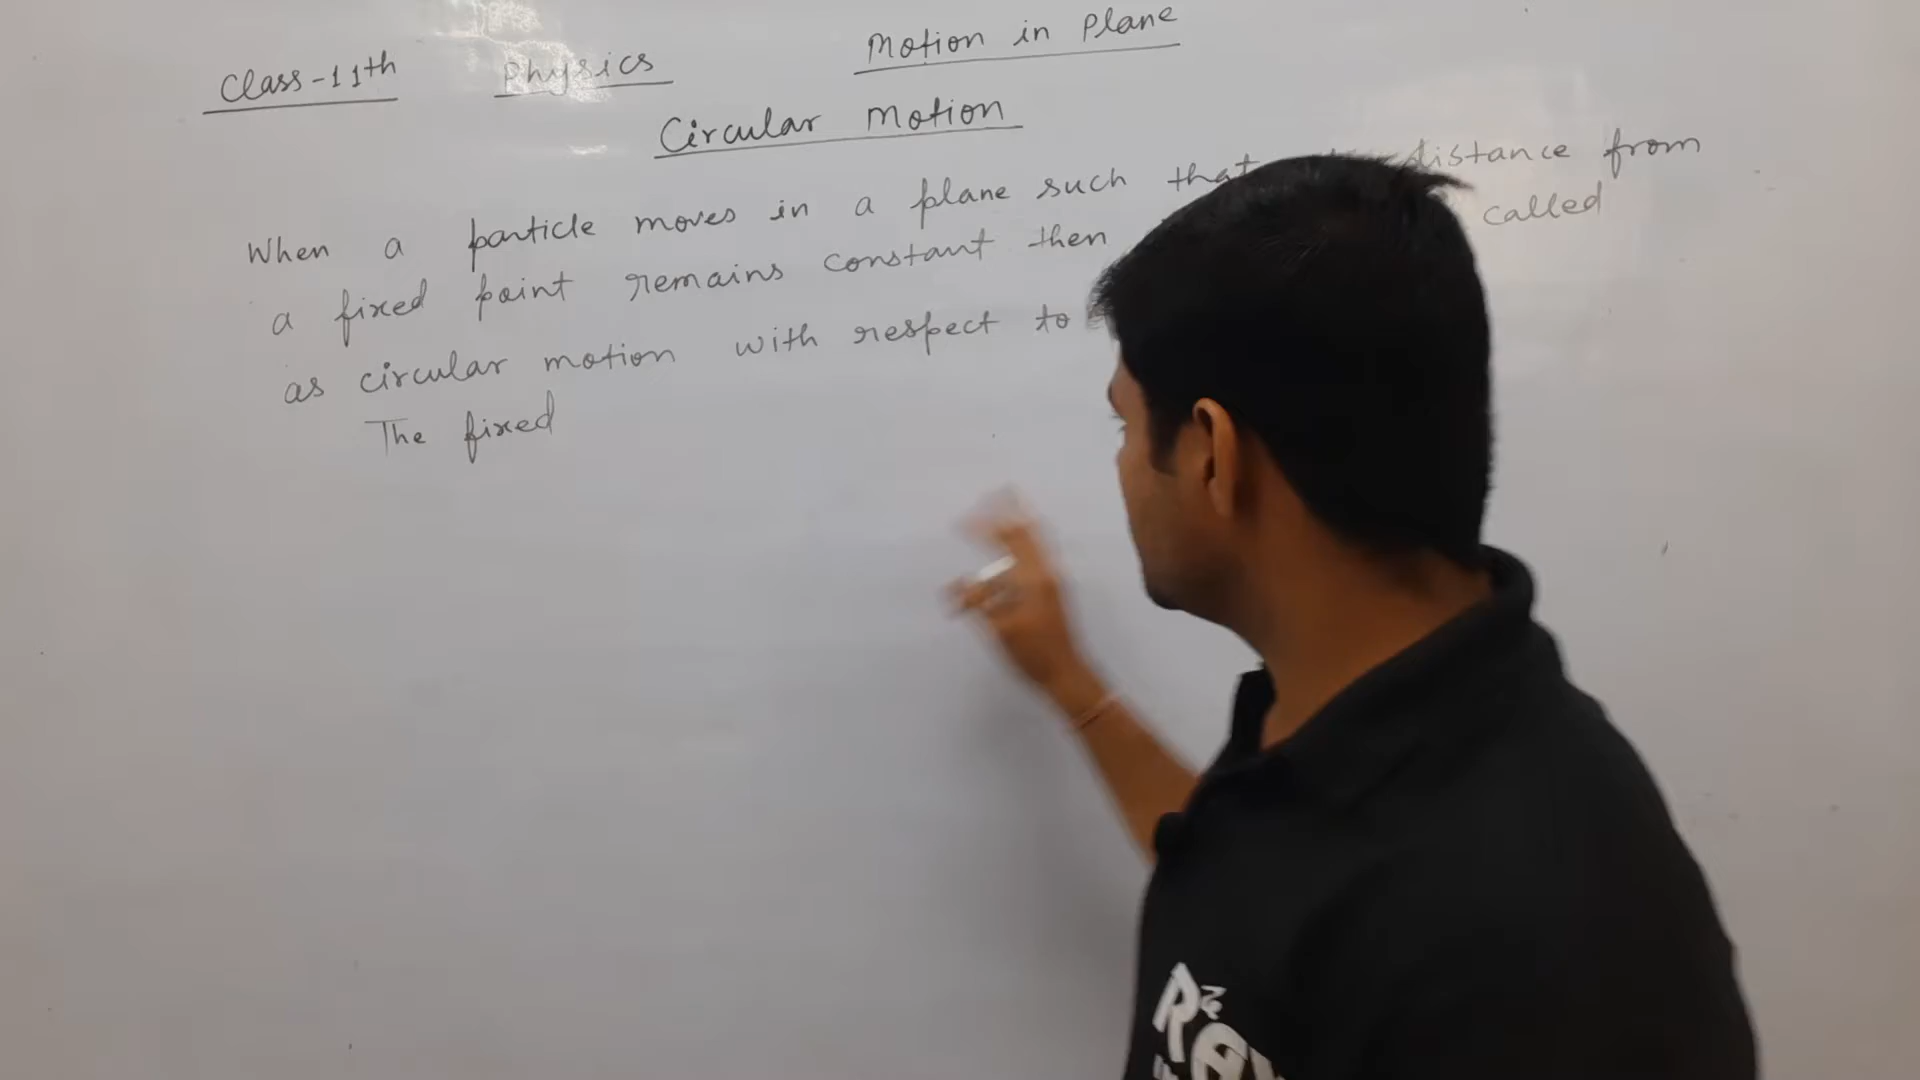 Class-11th Physics Motion in Plane
Circular Motion
When a particle moves in a plane such that distance from
a fixed point remains constant then called
as circular motion with respect to
The fixed